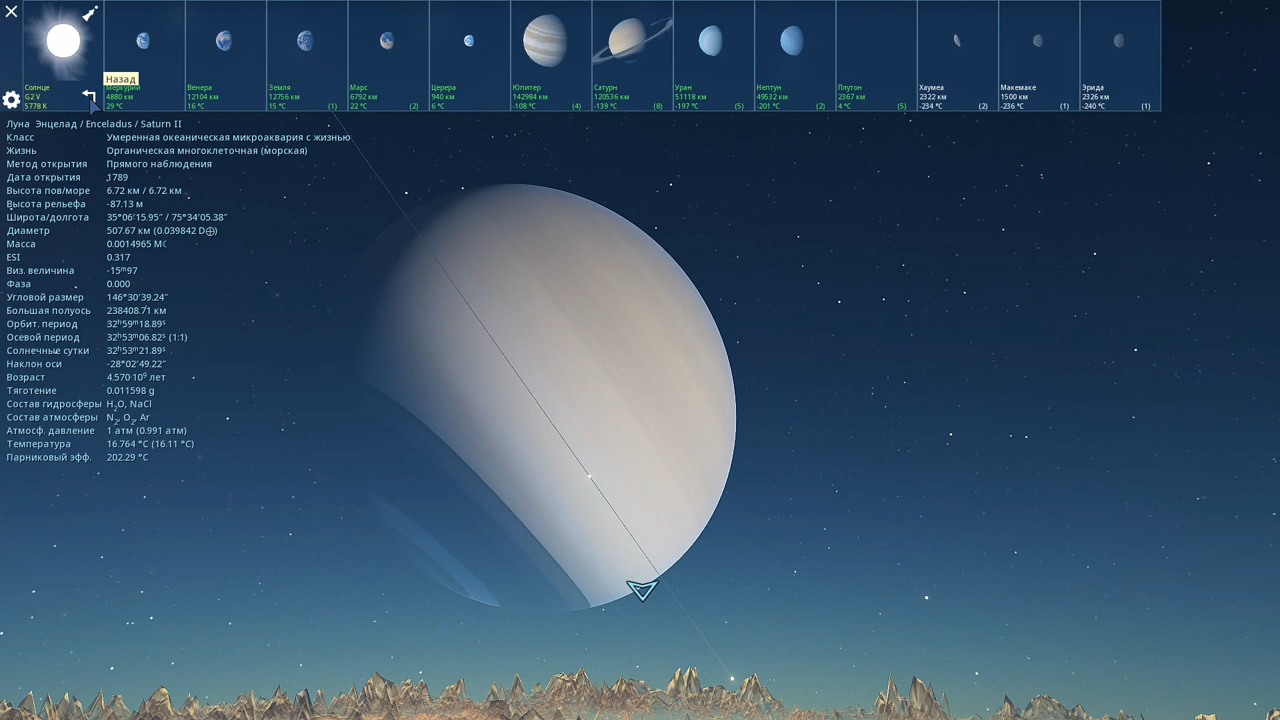 Назад
Солнце
G2 V
5778 K
Меркурий
4880 км
29 °C
Венера
12104 км
16 °C
Земля
12756 км
15 °C (1)
Марс
6792 км
22 °C (2)
Церера
940 км
6 °C
Юпитер
142984 км
-108 °C (4)
Сатурн
120536 км
-139 °C (8)
Уран
51118 км
-197 °C (5)
Нептун
49532 км
-201 °C (2)
Плутон
2367 км
4 °C (5)
Хаумеа
2322 км
-234 °C (2)
Макемаке
1500 км
-236 °C (1)
Эрида
2326 км
-240 °C (1)
Луна Энцелад / Enceladus / Saturn II
Класс Умеренная океаническая микроаквария с жизнью
Жизнь Органическая многоклеточная (морская)
Метод открытия Прямого наблюдения
Дата открытия 1789
Высота пов/море 6.72 км / 6.72 км
Высота рельефа -87.13 м
Широта/долгота 35°06′15.95″ / 75°34′05.38″
Диаметр 507.67 км (0.039842 D⊕)
Масса 0.0014965 M☾
ESI 0.317
Виз. величина -15ᵐ97
Фаза 0.000
Угловой размер 146°30′39.24″
Большая полуось 238408.71 км
Орбит. период 32ʰ59ᵐ18.89ˢ
Осевой период 32ʰ53ᵐ06.82ˢ (1:1)
Солнечные сутки 32ʰ53ᵐ21.89ˢ
Наклон оси -28°02′49.22″
Возраст 4.570·10⁹ лет
Тяготение 0.011598 g
Состав гидросферы H₂O, NaCl
Состав атмосферы N₂, O₂, Ar
Атмосф. давление 1 атм (0.991 атм)
Температура 16.764 °C (16.11 °C)
Парниковый эфф. 202.29 °C